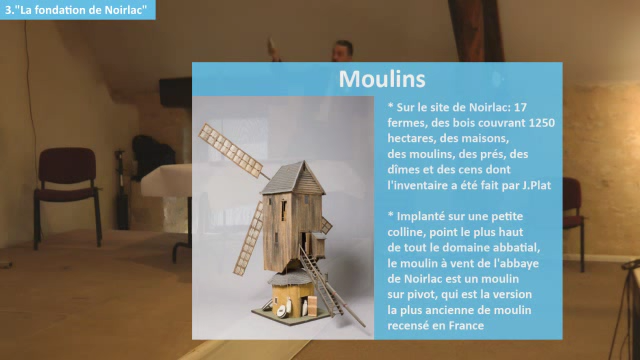 3."La fondation de Noirlac"
Moulins
* Sur le site de Noirlac: 17
fermes, des bois couvrant 1250
hectares, des maisons,
des moulins, des prés, des
dîmes et des cens dont
l'inventaire a été fait par J.Plat
* Implanté sur une petite
colline, point le plus haut
de tout le domaine abbatial,
le moulin à vent de l'abbaye
de Noirlac est un moulin
sur pivot, qui est la version
la plus ancienne de moulin
recensé en France